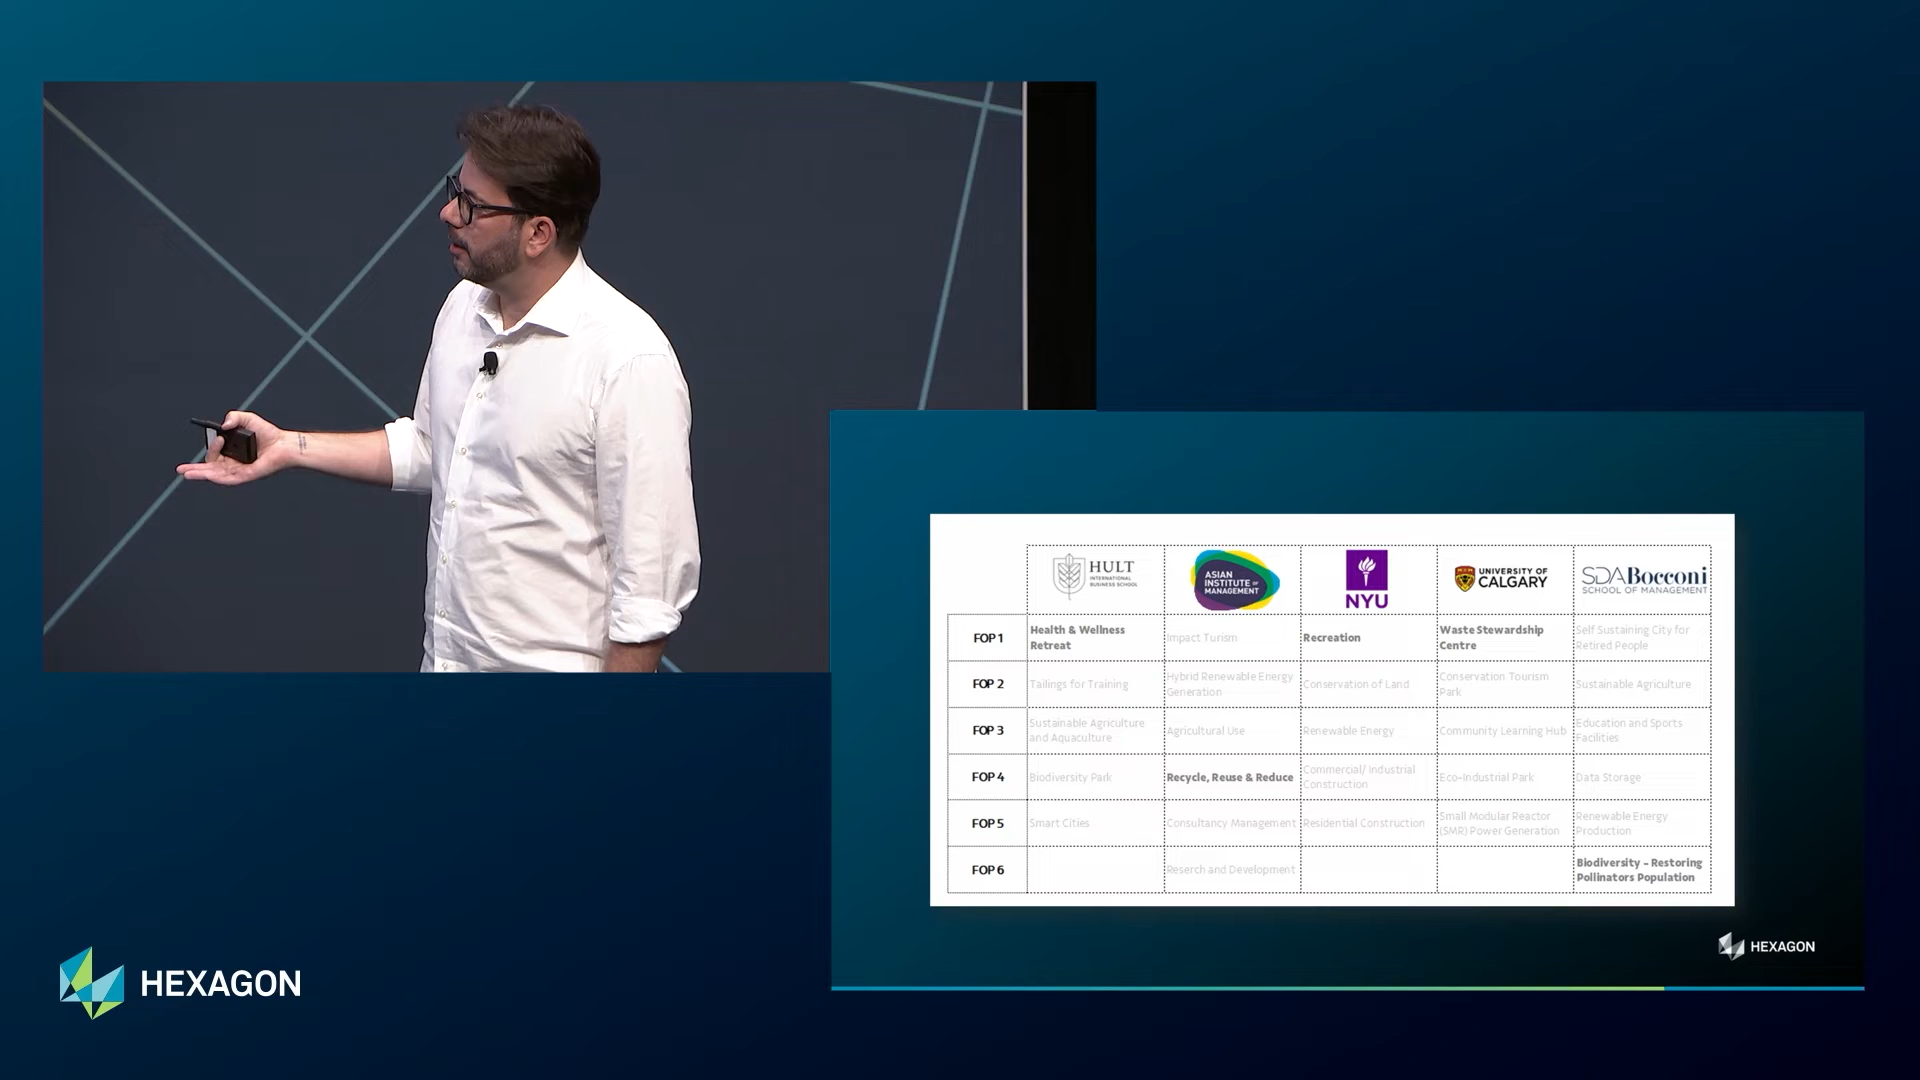 HULT
INTERNATIONAL
BUSINESS SCHOOL
ASIAN
INSTITUTE OF
MANAGEMENT
NYU
UNIVERSITY OF
CALGARY
SDA Bocconi
SCHOOL OF MANAGEMENT
FOP 1
Health & Wellness
Retreat
Impact Turism
Recreation
Waste Stewardship
Centre
Self Sustaining City for
Retired People
FOP 2
Tailings for Training
Hybrid Renewable Energy
Generation
Conservation of Land
Conservation Tourism
Park
Sustainable Agriculture
FOP 3
Sustainable Agriculture
and Aquaculture
Agricultural Use
Renewable Energy
Community Learning Hub
Education and Sports
Facilities
FOP 4
Biodiversity Park
Recycle, Reuse & Reduce
Commercial/ Industrial
Construction
Eco-Industrial Park
Data Storage
FOP 5
Smart Cities
Consultancy Management
Residential Construction
Small Modular Reactor
(SMR) Power Generation
Renewable Energy
Production
FOP 6
Reserch and Development
Biodiversity - Restoring
Pollinators Population
HEXAGON
HEXAGON